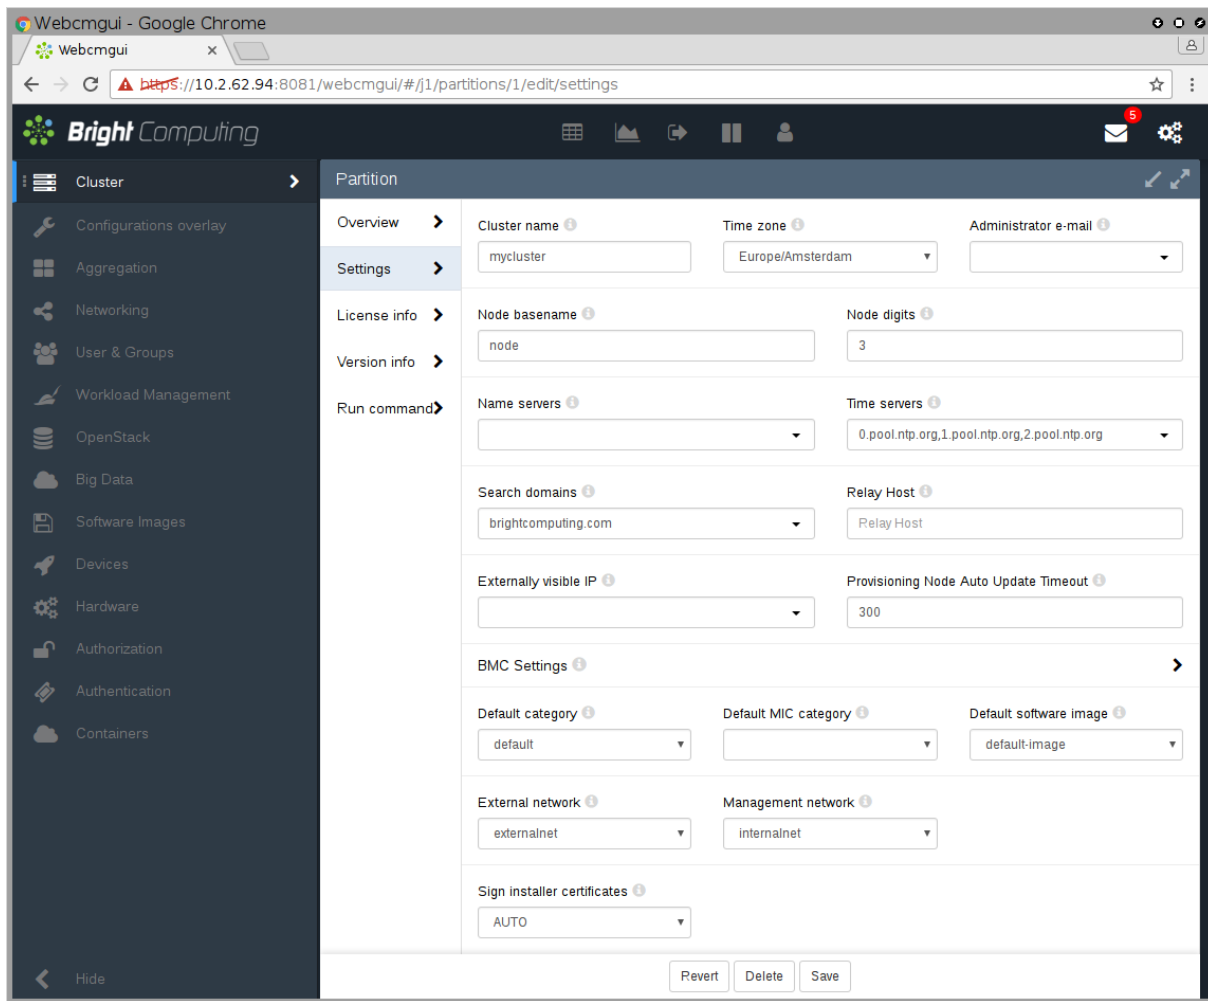 Webcmgui - Google Chrome
Webcmgui
https://10.2.62.94:8081/webcmgui/#/j1/partitions/1/edit/settings
Bright Computing
5
Cluster
Configurations overlay
Aggregation
Networking
User & Groups
Workload Management
OpenStack
Big Data
Software Images
Devices
Hardware
Authorization
Authentication
Containers
Hide
Partition
Overview
Settings
License info
Version info
Run command
Cluster name
Time zone
Administrator e-mail
mycluster
Europe/Amsterdam
Node basename
Node digits
node
3
Name servers
Time servers
0.pool.ntp.org,1.pool.ntp.org,2.pool.ntp.org
Search domains
Relay Host
brightcomputing.com
Relay Host
Externally visible IP
Provisioning Node Auto Update Timeout
300
BMC Settings
Default category
Default MIC category
Default software image
default
default-image
External network
Management network
externalnet
internalnet
Sign installer certificates
AUTO
Revert
Delete
Save